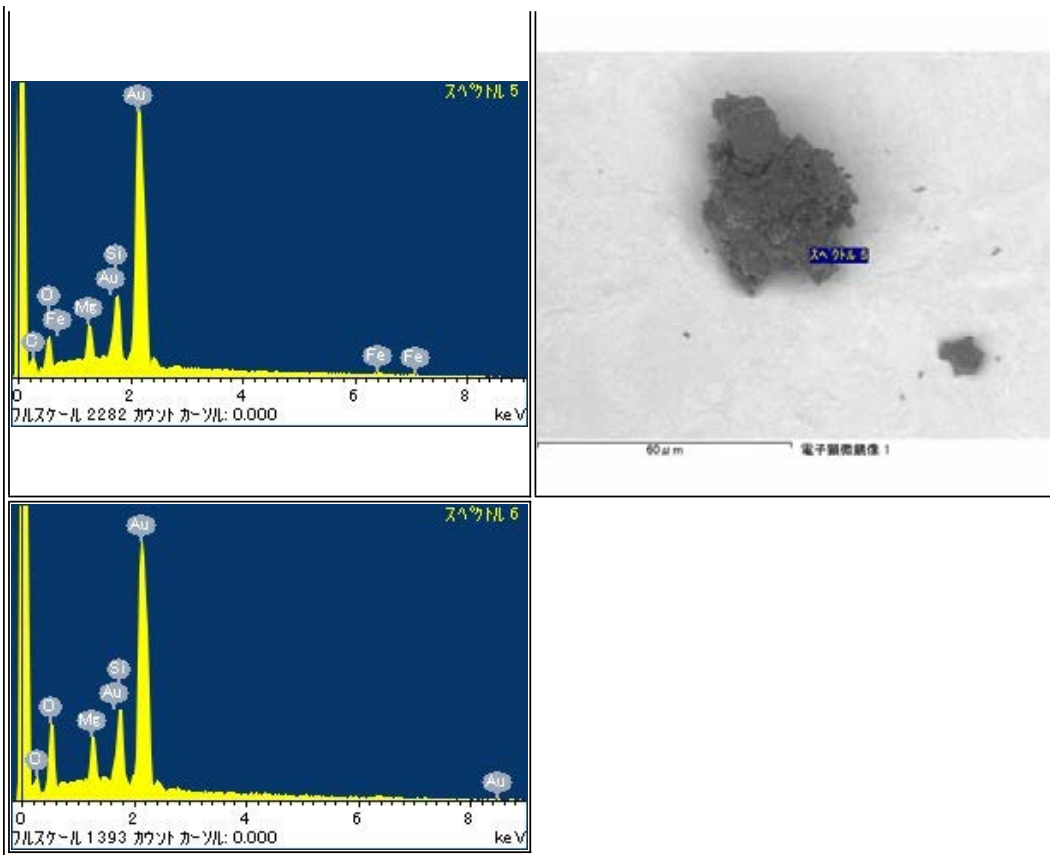 スペクトル 5
Au
Si
Au
O
Mg
Fe
C
Fe
Fe
0 2 4 6 8
フルスケール 2282 カウント カーソル: 0.000 keV
スペクトル 5
60μm 電子顕微鏡像 1
スペクトル 6
Au
Si
Au
O
Mg
C
Au
0 2 4 6 8
フルスケール 1393 カウント カーソル: 0.000 keV